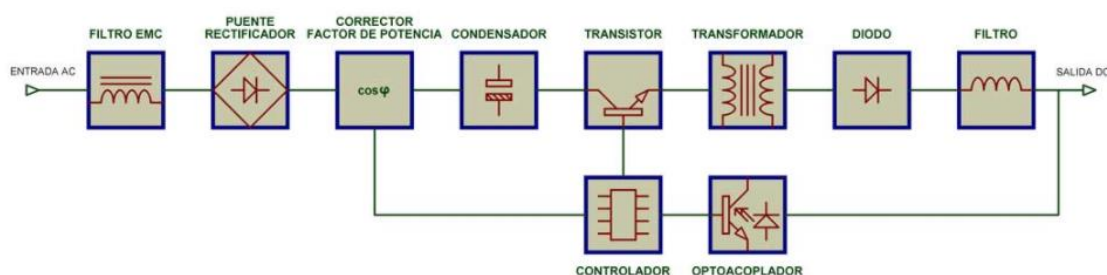 FILTRO EMC
PUENTE
RECTIFICADOR
CORRECTOR
FACTOR DE POTENCIA
CONDENSADOR
TRANSISTOR
TRANSFORMADOR
DIODO
FILTRO
ENTRADA AC
cosφ
SALIDA DC
CONTROLADOR
OPTOACOPLADOR